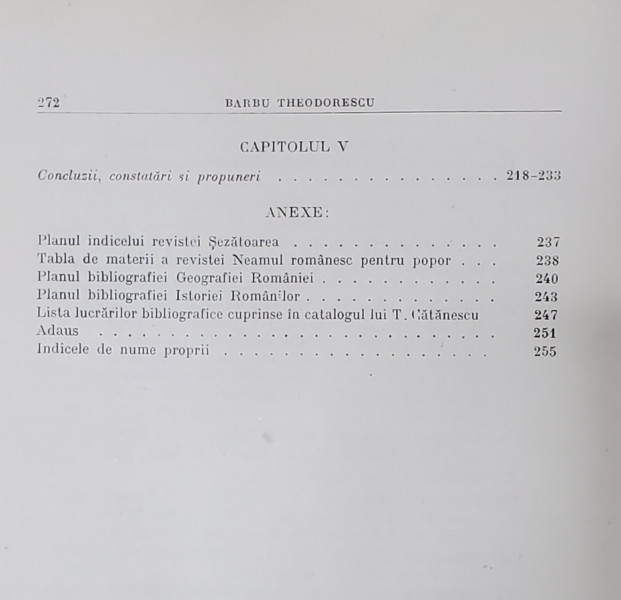 272 BARBU THEODORESCU
CAPITOLUL V
Concluzii, constatări și propuneri . . . . . . . . . . . . . . . 218-233
ANEXE:
Planul indicelui revistei Șezătoarea . . . . . . . . . . . . . . 237
Tabla de materii a revistei Neamul românesc pentru popor . . . 238
Planul bibliografiei Geografiei României . . . . . . . . . . . . 240
Planul bibliografiei Istoriei Românilor . . . . . . . . . . . . . 243
Lista lucrărilor bibliografice cuprinse în catalogul lui T. Cătănescu 247
Adaus . . . . . . . . . . . . . . . . . . . . . . . . . . . . 251
Indicele de nume proprii . . . . . . . . . . . . . . . . . . . 255